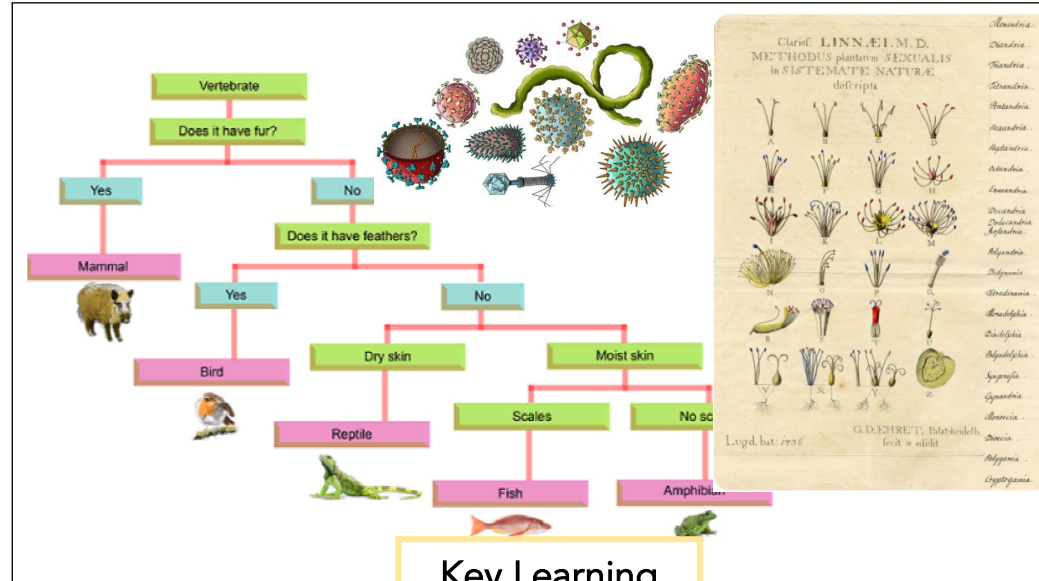 Vertebrate
Does it have fur?
Yes
No
Does it have feathers?
Mammal
Yes
No
Dry skin
Moist skin
Bird
Scales
No sc
Reptile
Fish
Amphibian
Key Learning
Clariss: LINNÆI.M.D.
METHODUS plantarum SEXUALIS
in SISTEMATE NATURÆ
descripta
A B C D
E F G H
I K L M
N O P Q
R S T U
V X Y Z
Lugd. bat: 1736
G.D. EHRET. Palat-heidelb:
fecit & edidit
Monandria.
Diandria.
Triandria.
Tetrandria.
Pentandria.
Hexandria.
Heptandria.
Octandria.
Enneandria.
Decandria.
Dodecandria.
Icosandria.
Polyandria.
Didynamia.
Tetradinamia.
Monadelphia.
Diadelphia.
Polyadelphia.
Syngenesia.
Gynandria.
Monoecia.
Dioecia.
Polygamia.
Cryptogamia.